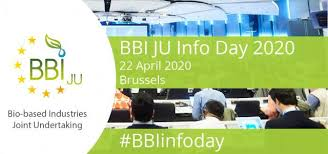 BBI JU
Bio-based Industries
Joint Undertaking
BBI JU Info Day 2020
22 April 2020
Brussels
#BBIinfoday